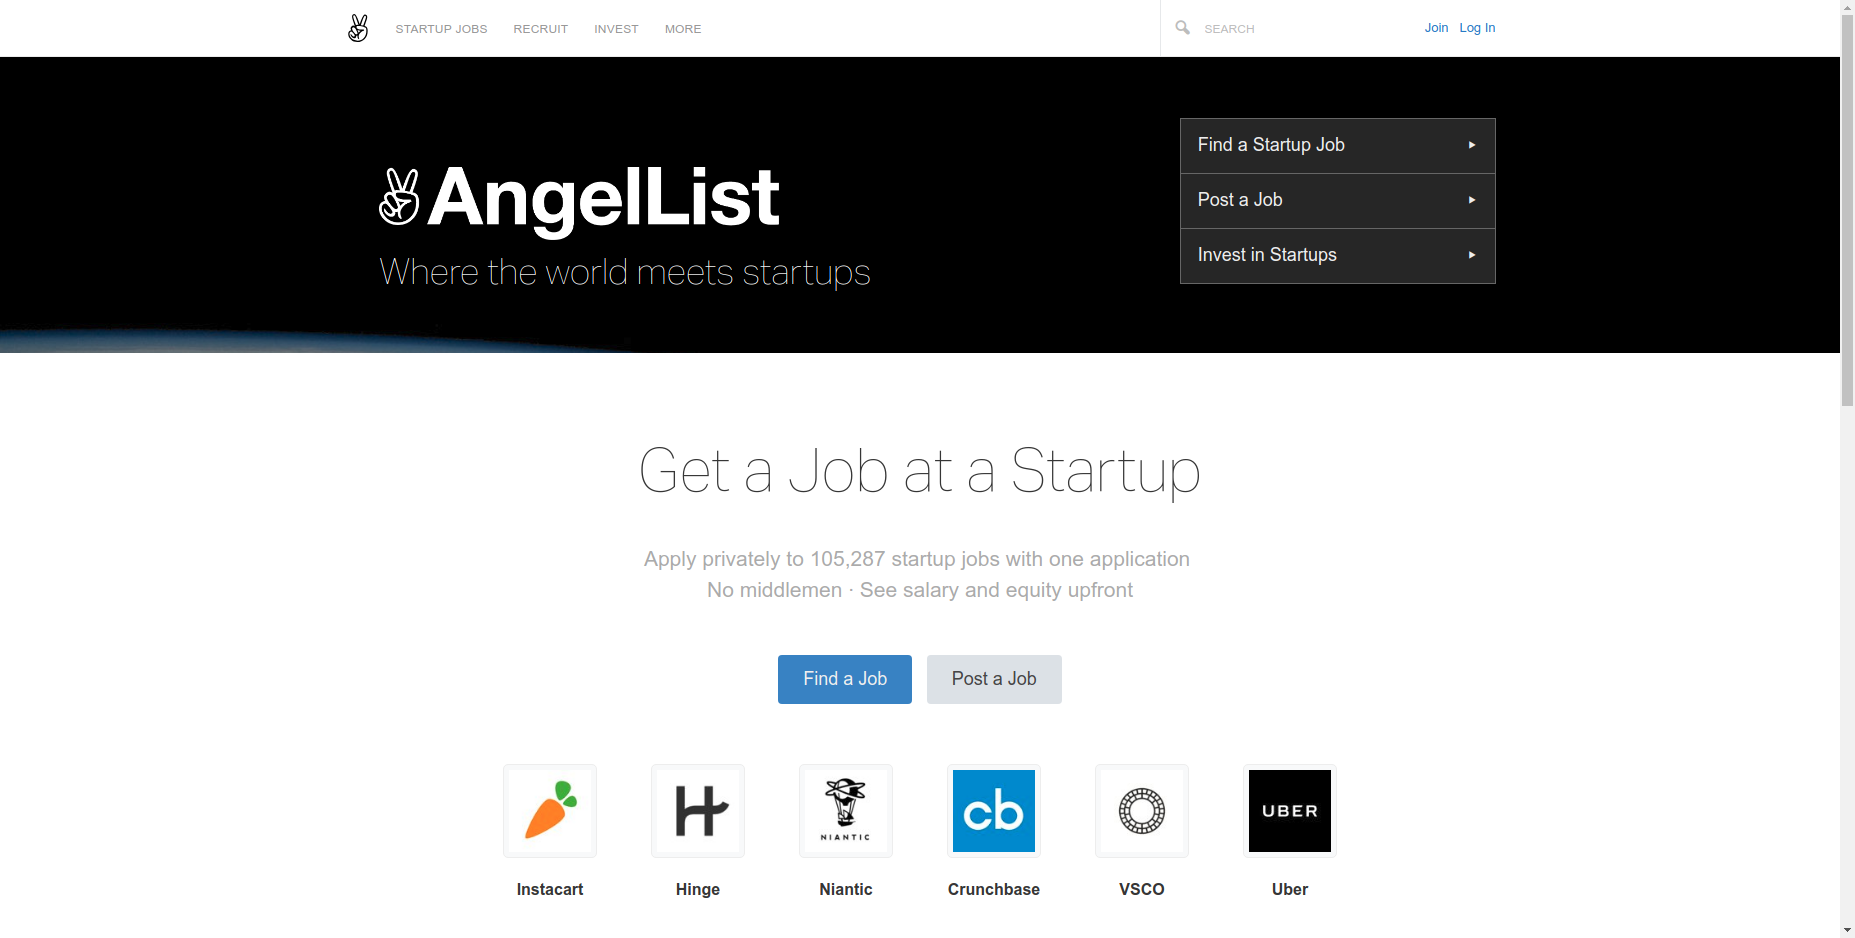 STARTUP JOBS RECRUIT INVEST MORE SEARCH Join Log In
AngelList
Where the world meets startups
Find a Startup Job
Post a Job
Invest in Startups
Get a Job at a Startup
Apply privately to 105,287 startup jobs with one application
No middlemen · See salary and equity upfront
Find a Job Post a Job
NIANTIC cb UBER
Instacart Hinge Niantic Crunchbase VSCO Uber